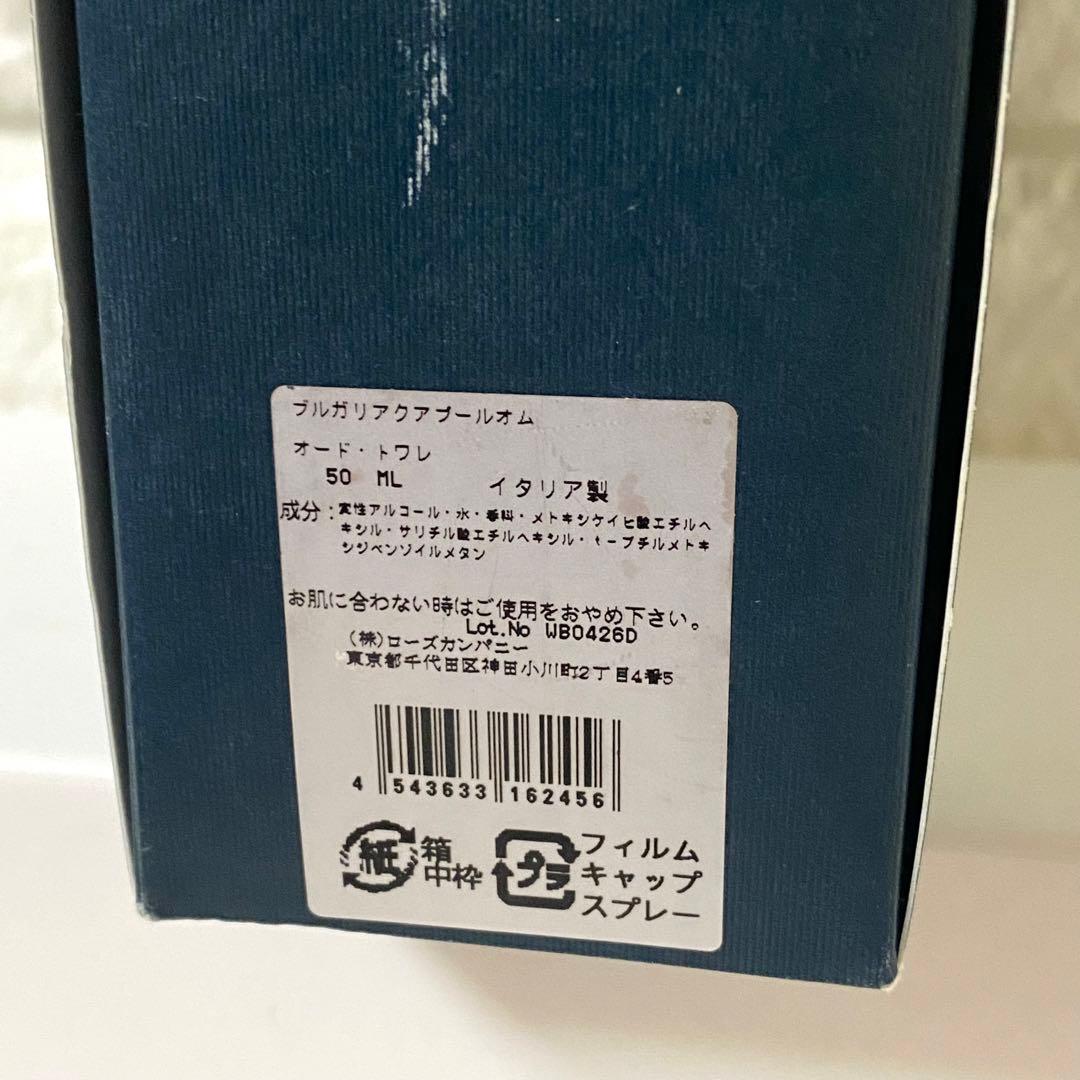 ブルガリアクアプールオム
オード・トワレ
50 ML イタリア製
成分:変性アルコール・水・香料・メトキシケイヒ酸エチルヘ
キシル・サリチル酸エチルヘキシル・t-ブチルメトキ
シジベンゾイルメタン
お肌に合わない時はご使用をおやめ下さい。
Lot.No WB0426D
(株)ローズカンパニー
東京都千代田区神田小川町2丁目4番5
4 543633 162456
紙 箱 プラ フィルム
中枠 キャップ
スプレー